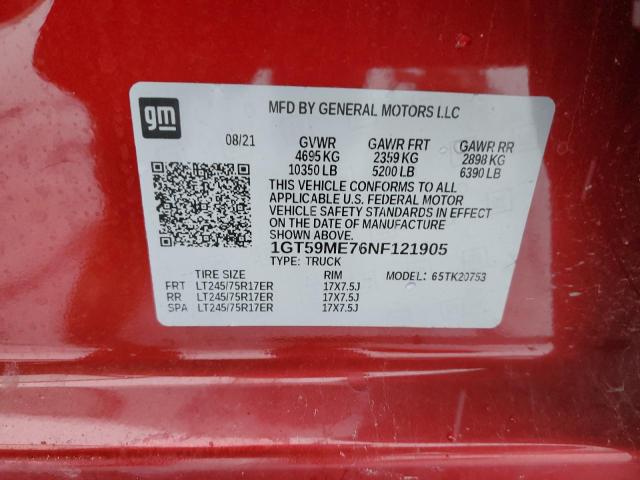 gm
MFD BY GENERAL MOTORS LLC
08/21 GVWR GAWR FRT GAWR RR
4695 KG 2359 KG 2898 KG
10350 LB 5200 LB 6390 LB
THIS VEHICLE CONFORMS TO ALL
APPLICABLE U.S. FEDERAL MOTOR
VEHICLE SAFETY STANDARDS IN EFFECT
ON THE DATE OF MANUFACTURE
SHOWN ABOVE.
1GT59ME76NF121905
TYPE: TRUCK
TIRE SIZE RIM MODEL: 65TK20753
FRT LT245/75R17ER 17X7.5J
RR LT245/75R17ER 17X7.5J
SPA LT245/75R17ER 17X7.5J